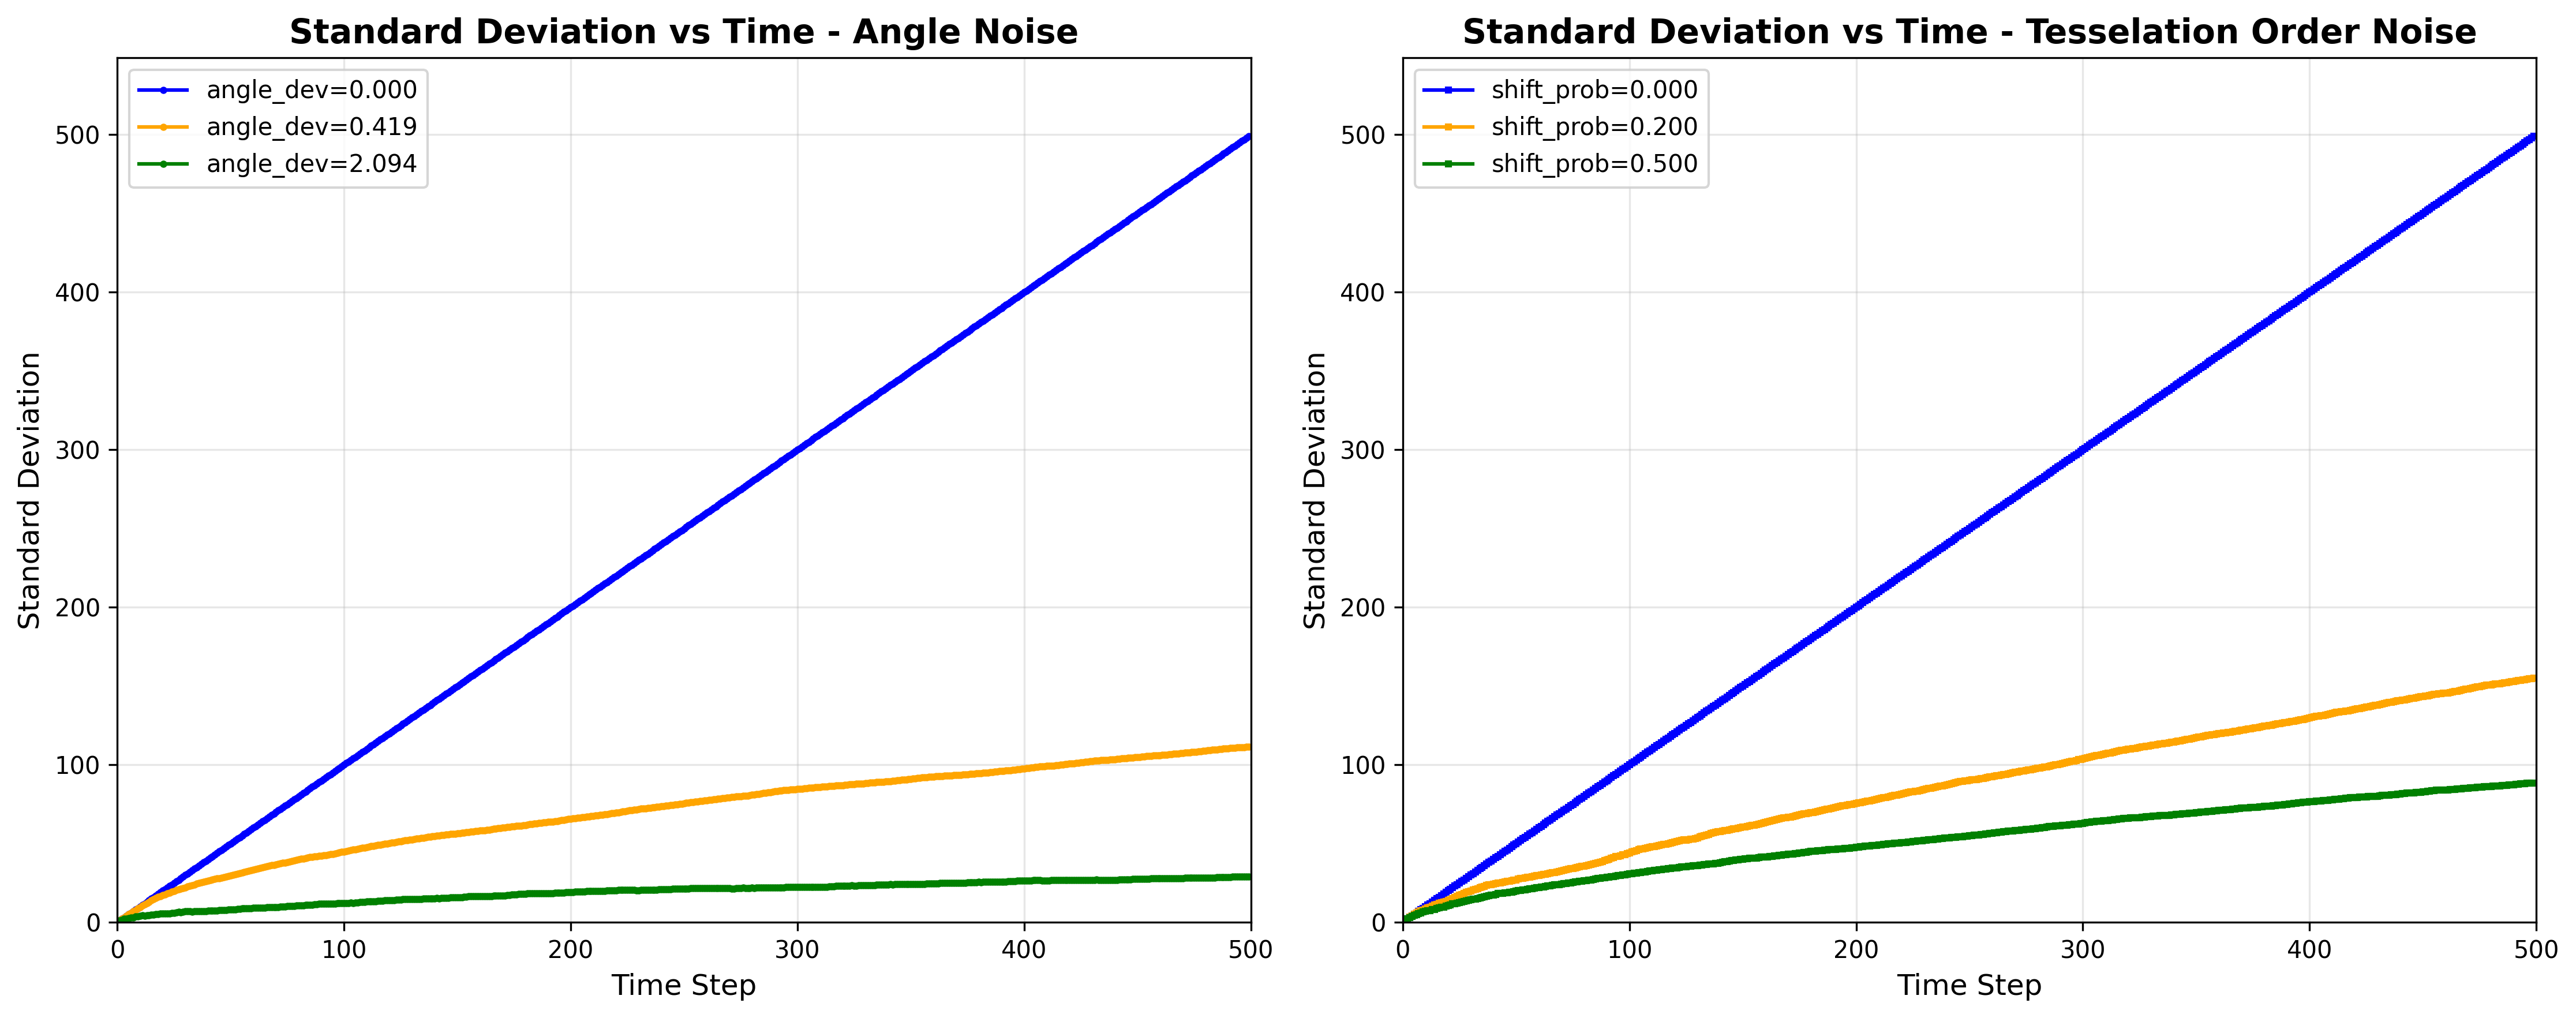 Standard Deviation vs Time - Angle Noise
angle_dev=0.000
angle_dev=0.419
angle_dev=2.094
500
400
300
200
100
0
Standard Deviation
0 100 200 300 400 500
Time Step
Standard Deviation vs Time - Tesselation Order Noise
shift_prob=0.000
shift_prob=0.200
shift_prob=0.500
500
400
300
200
100
0
Standard Deviation
0 100 200 300 400 500
Time Step